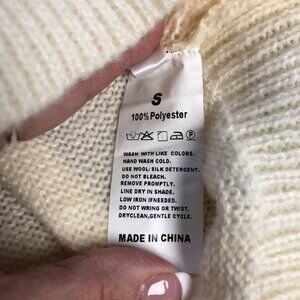 S
100%Polyester
WASH WITH LIKE COLORS.
HAND WASH COLD.
USE WOOL/SILK DETERGENT.
DO NOT BLEACH.
REMOVE PROMPTLY.
LINE DRY IN SHADE.
LOW IRON IFNEEDED.
DO NOT WRING OR TWIST.
DRYCLEAN,GENTLE CYCLE.
MADE IN CHINA